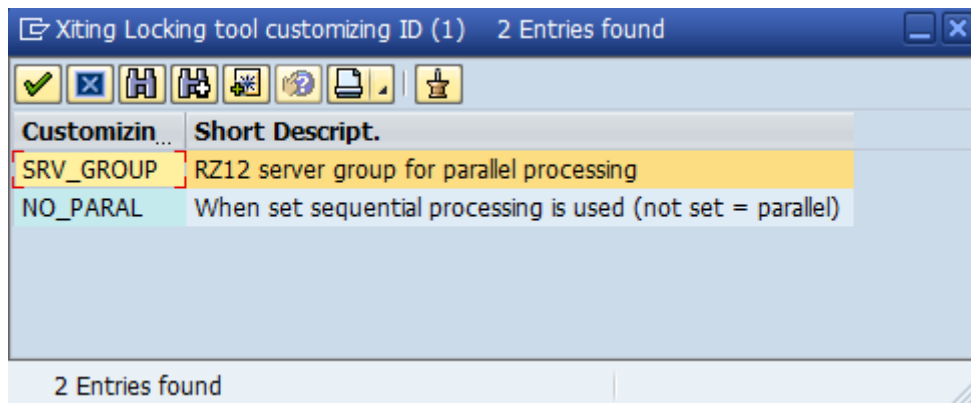 Xiting Locking tool customizing ID (1) 2 Entries found
Customizin... Short Descript.
SRV_GROUP RZ12 server group for parallel processing
NO_PARAL When set sequential processing is used (not set = parallel)
2 Entries found